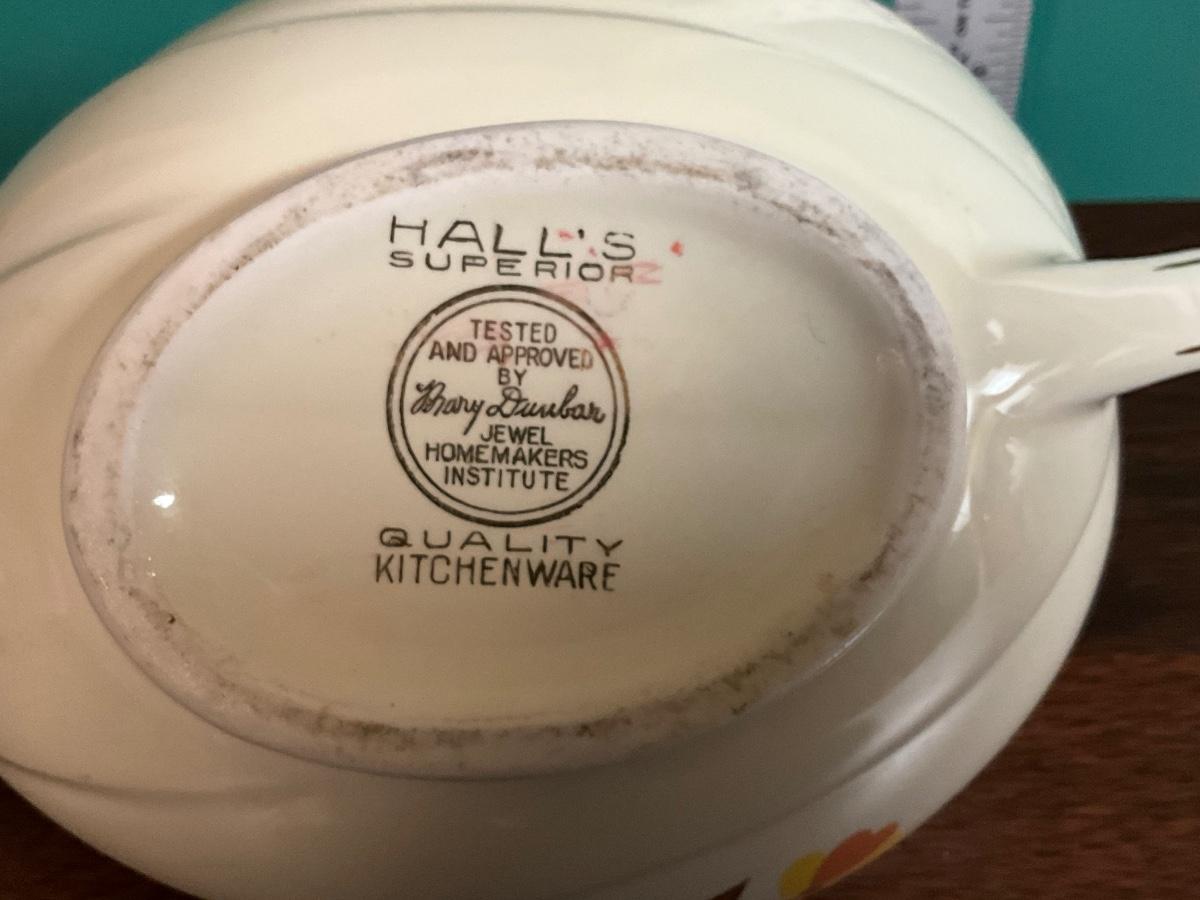 HALL'S
SUPERIOR
TESTED
AND APPROVED
BY
Mary Dunbar
JEWEL
HOMEMAKERS
INSTITUTE
QUALITY
KITCHENWARE